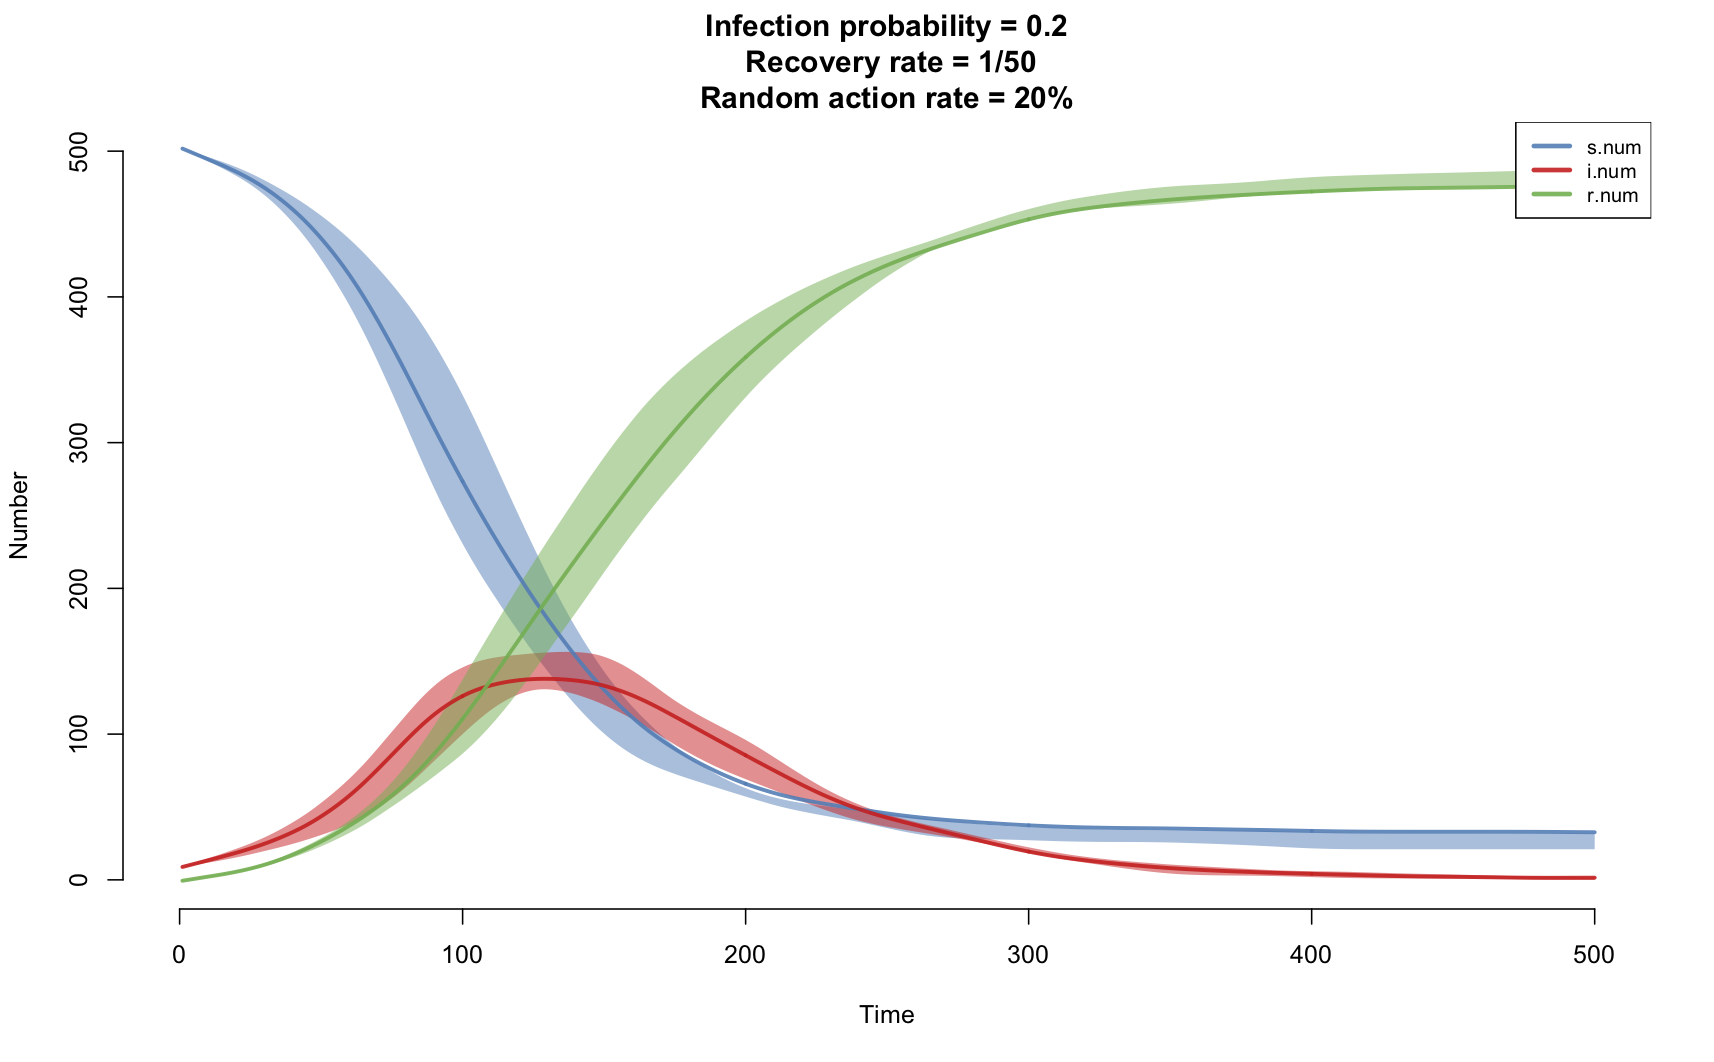 Infection probability = 0.2
Recovery rate = 1/50
Random action rate = 20%
s.num
i.num
r.num
500
400
300
200
100
0
Number
0 100 200 300 400 500
Time